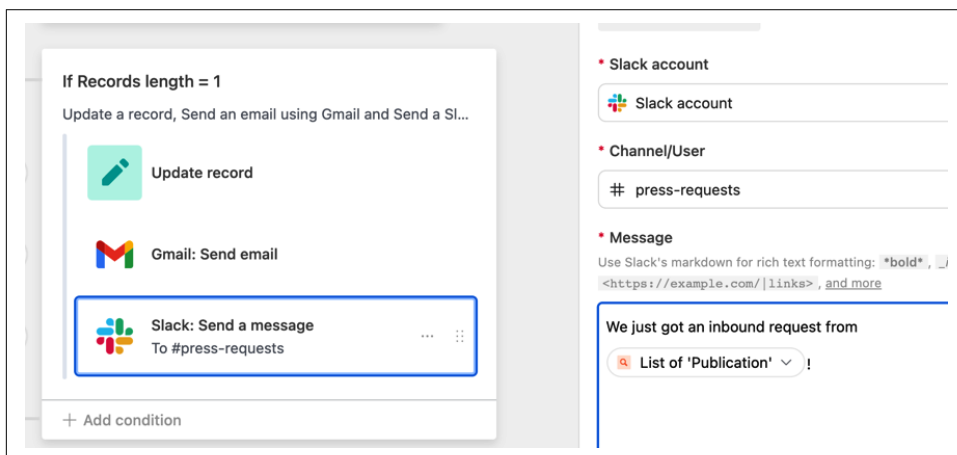 If Records length = 1
Update a record, Send an email using Gmail and Send a Sl...
Update record
Gmail: Send email
Slack: Send a message
To #press-requests
+ Add condition
* Slack account
Slack account
* Channel/User
# press-requests
* Message
Use Slack's markdown for rich text formatting: *bold* ,
<https://example.com/|links> , and more
We just got an inbound request from
List of 'Publication' !